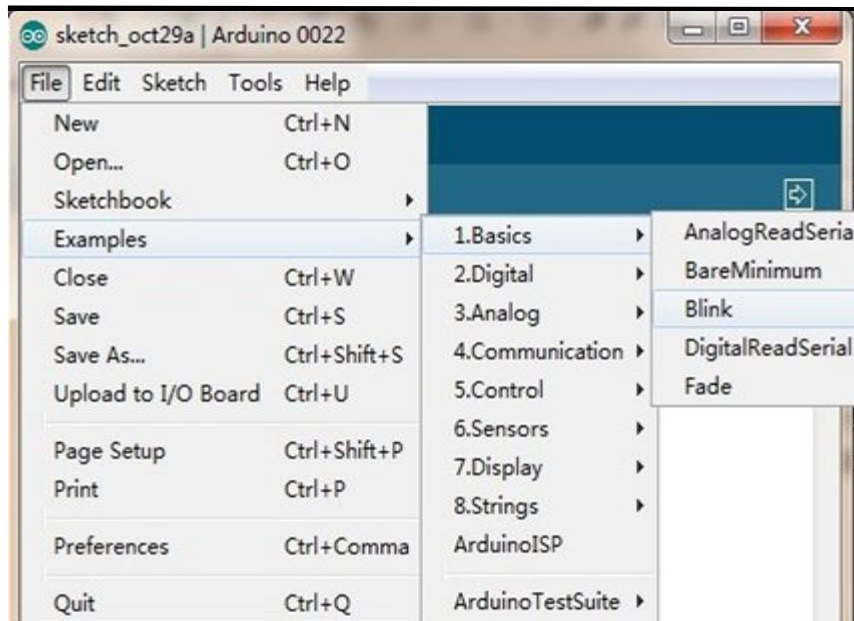 sketch_oct29a | Arduino 0022
File Edit Sketch Tools Help
New Ctrl+N
Open... Ctrl+O
Sketchbook
Examples
Close Ctrl+W
Save Ctrl+S
Save As... Ctrl+Shift+S
Upload to I/O Board Ctrl+U
Page Setup Ctrl+Shift+P
Print Ctrl+P
Preferences Ctrl+Comma
Quit Ctrl+Q
1.Basics
2.Digital
3.Analog
4.Communication
5.Control
6.Sensors
7.Display
8.Strings
ArduinoISP
ArduinoTestSuite
AnalogReadSeria
BareMinimum
Blink
DigitalReadSerial
Fade